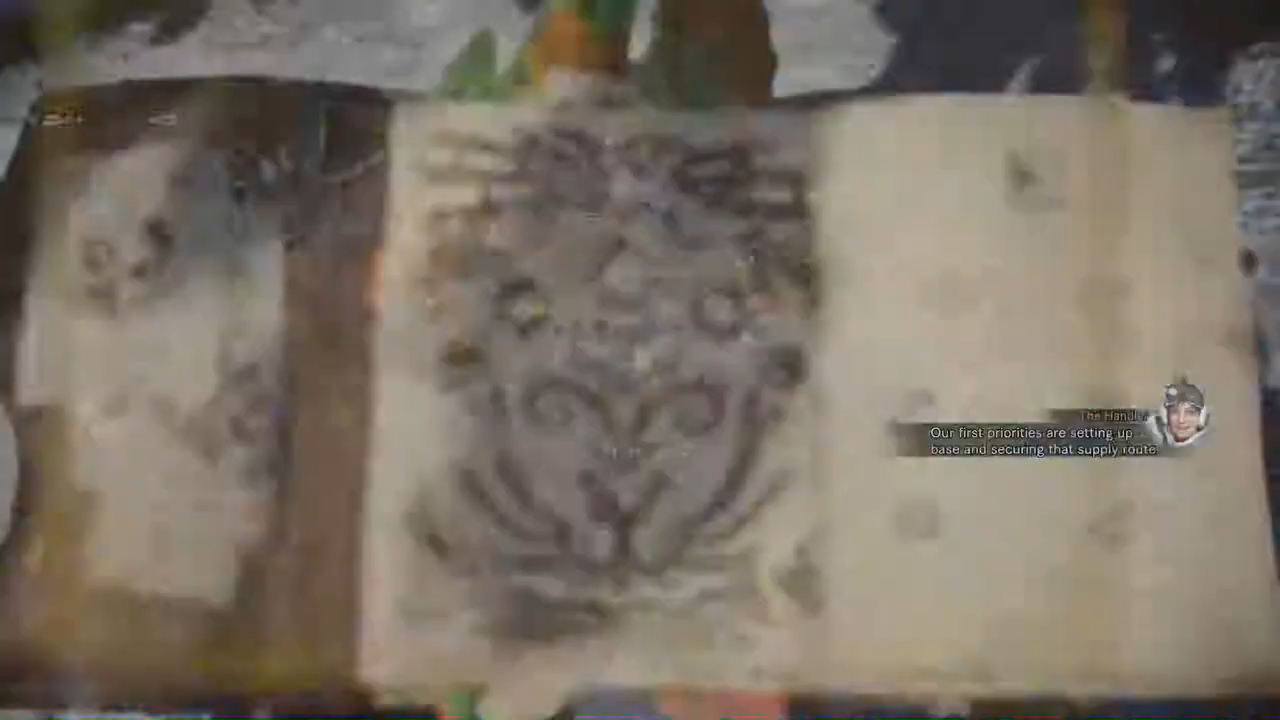 The Handler
Our first priorities are setting up
base and securing that supply route.